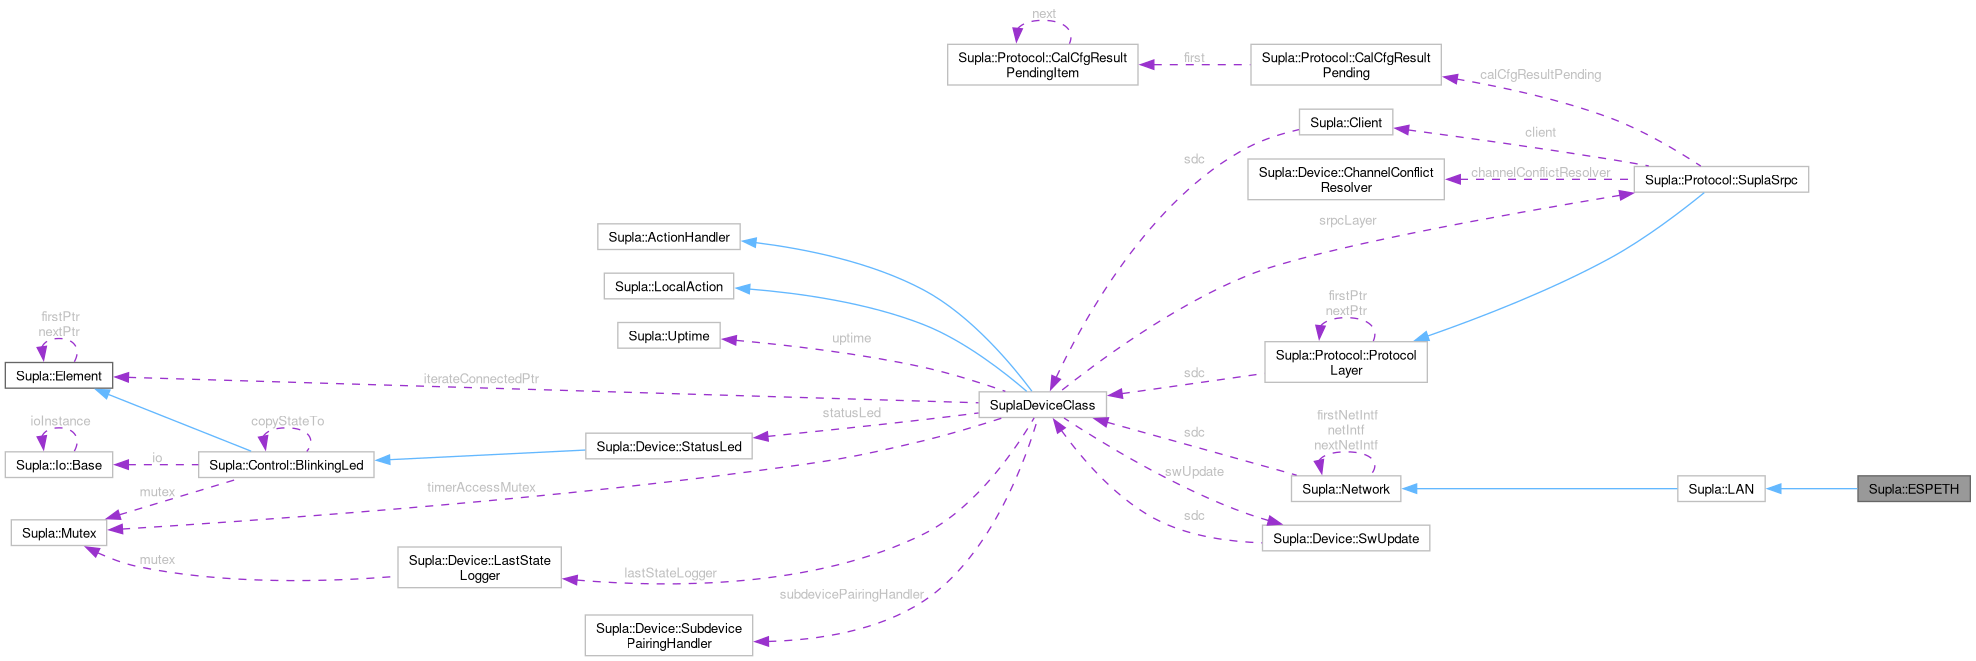 next
Supla::Protocol::CalCfgResult
PendingItem
first
Supla::Protocol::CalCfgResult
Pending
calCfgResultPending
Supla::Client
client
sdc
Supla::Device::ChannelConflict
Resolver
channelConflictResolver
Supla::Protocol::SuplaSrpc
srpcLayer
Supla::ActionHandler
Supla::LocalAction
Supla::Uptime
uptime
firstPtr
nextPtr
Supla::Protocol::Protocol
Layer
firstPtr
nextPtr
Supla::Element
iterateConnectedPtr
sdc
SuplaDeviceClass
statusLed
copyStateTo
ioInstance
Supla::Io::Base
io
Supla::Control::BlinkingLed
Supla::Device::StatusLed
firstNetIntf
netIntf
nextNetIntf
sdc
swUpdate
Supla::Network
Supla::LAN
Supla::ESPETH
mutex
timerAccessMutex
Supla::Mutex
sdc
Supla::Device::SwUpdate
mutex
Supla::Device::LastState
Logger
lastStateLogger
subdevicePairingHandler
Supla::Device::Subdevice
PairingHandler